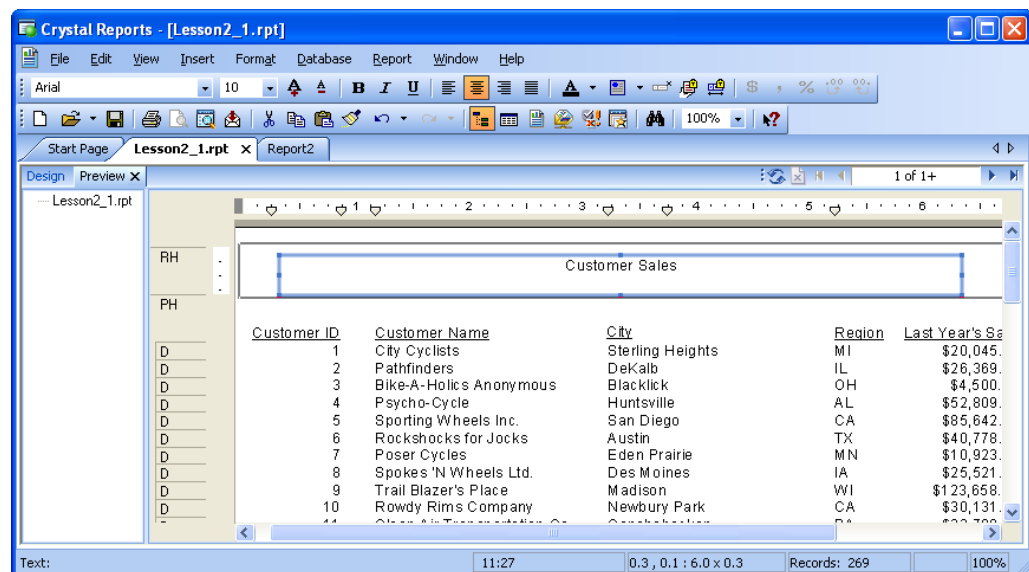 Crystal Reports - [Lesson2_1.rpt]
File Edit View Insert Format Database Report Window Help
Arial 10 A A B I U A $ , %
100%
Start Page Lesson2_1.rpt X Report2
Design Preview X 1 of 1+
Lesson2_1.rpt
1 2 3 4 5 6
RH Customer Sales
PH
Customer ID Customer Name City Region Last Year's Sa
D 1 City Cyclists Sterling Heights MI $20,045.
D 2 Pathfinders DeKalb IL $26,369.
D 3 Bike-A-Holics Anonymous Blacklick OH $4,500.
D 4 Psycho-Cycle Huntsville AL $52,809.
D 5 Sporting Wheels Inc. San Diego CA $85,642.
D 6 Rockshocks for Jocks Austin TX $40,778.
D 7 Poser Cycles Eden Prairie MN $10,923.
D 8 Spokes 'N Wheels Ltd. Des Moines IA $25,521.
D 9 Trail Blazer's Place Madison WI $123,658.
D 10 Rowdy Rims Company Newbury Park CA $30,131.
Text: 11:27 0.3 , 0.1 : 6.0 x 0.3 Records: 269 100%